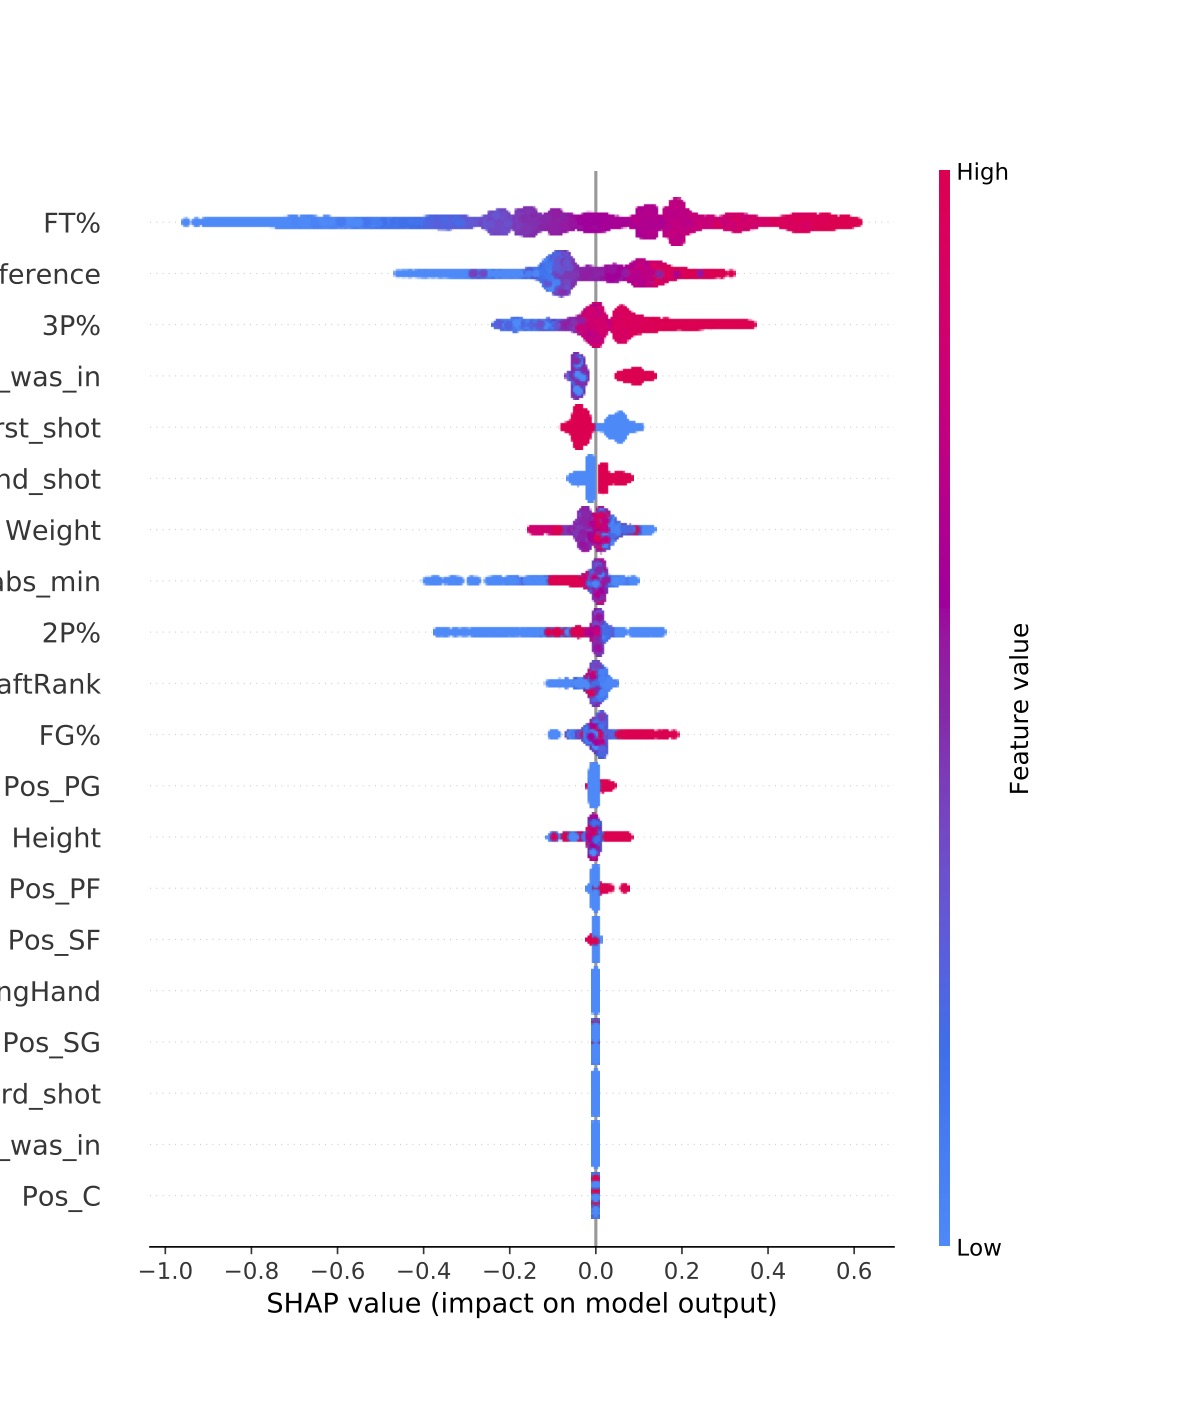 High
FT%
ference
3P%
_was_in
rst_shot
nd_shot
Weight
abs_min
2P%
aftRank
FG%
Pos_PG
Height
Pos_PF
Pos_SF
ngHand
Pos_SG
rd_shot
_was_in
Pos_C
Feature value
Low
−1.0 −0.8 −0.6 −0.4 −0.2 0.0 0.2 0.4 0.6
SHAP value (impact on model output)